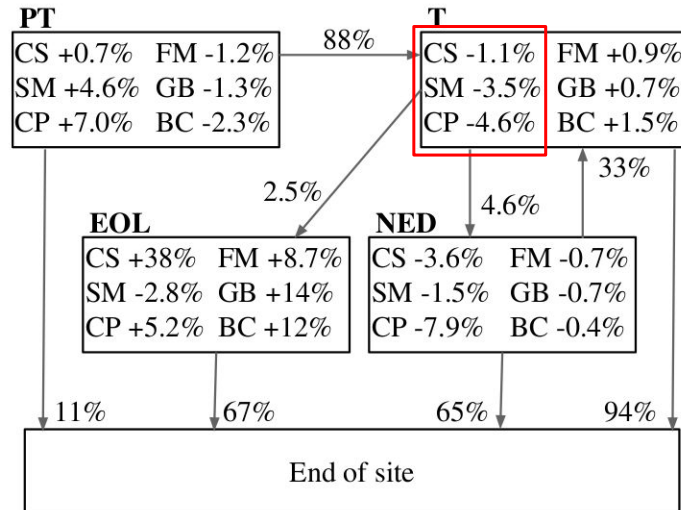 PT
CS +0.7% FM -1.2%
SM +4.6% GB -1.3%
CP +7.0% BC -2.3%
88%
T
CS -1.1% FM +0.9%
SM -3.5% GB +0.7%
CP -4.6% BC +1.5%
2.5%
4.6%
33%
EOL
CS +38% FM +8.7%
SM -2.8% GB +14%
CP +5.2% BC +12%
NED
CS -3.6% FM -0.7%
SM -1.5% GB -0.7%
CP -7.9% BC -0.4%
11%
67%
65%
94%
End of site